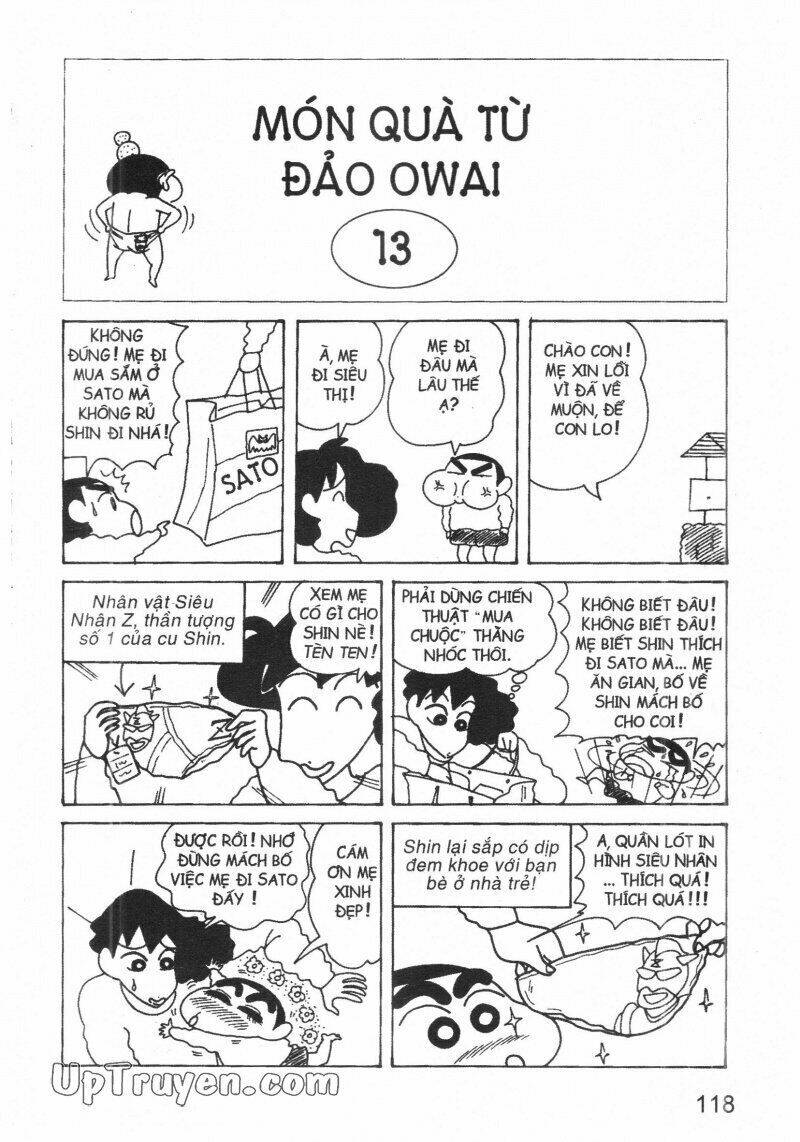 MÓN QUÀ TỪ
ĐẢO OWAI
13
CHÀO CON!
MẸ XIN LỖI
VÌ ĐÃ VỀ
MUỘN, ĐỂ
CON LO!
MẸ ĐI
ĐÂU MÀ
LÂU THẾ
Ạ?
À, MẸ
ĐI SIÊU
THỊ!
KHÔNG
ĐÚNG! MẸ ĐI
MUA SẮM Ở
SATO MÀ
KHÔNG RỦ
SHIN ĐI NHÁ!
SATO
KHÔNG BIẾT ĐÂU!
KHÔNG BIẾT ĐÂU!
MẸ BIẾT SHIN THÍCH
ĐI SATO MÀ... MẸ
ĂN GIAN, BỐ VỀ
SHIN MÁCH BỐ
CHO COI!
PHẢI DÙNG CHIẾN
THUẬT "MUA
CHUỘC" THẰNG
NHÓC THÔI.
XEM MẸ
CÓ GÌ CHO
SHIN NÈ!
TÈN TEN!
Nhân vật Siêu
Nhân Z, thần tượng
số 1 của cu Shin.
A, QUẦN LÓT IN
HÌNH SIÊU NHÂN
... THÍCH QUÁ!
THÍCH QUÁ!!!
Shin lại sắp có dịp
đem khoe với bạn
bè ở nhà trẻ!
CÁM
ƠN MẸ
XINH
ĐẸP!
ĐƯỢC RỒI! NHỚ
ĐỪNG MÁCH BỐ
VIỆC MẸ ĐI SATO
ĐẤY !
UpTruyen.com
118